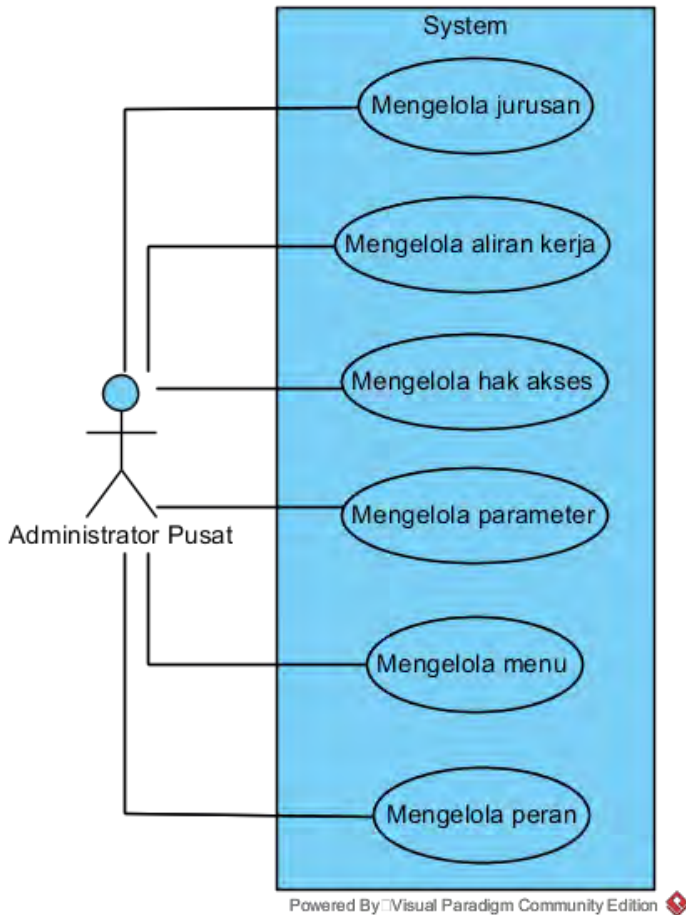 System
Mengelola jurusan
Mengelola aliran kerja
Mengelola hak akses
Mengelola parameter
Administrator Pusat
Mengelola menu
Mengelola peran
Powered By Visual Paradigm Community Edition